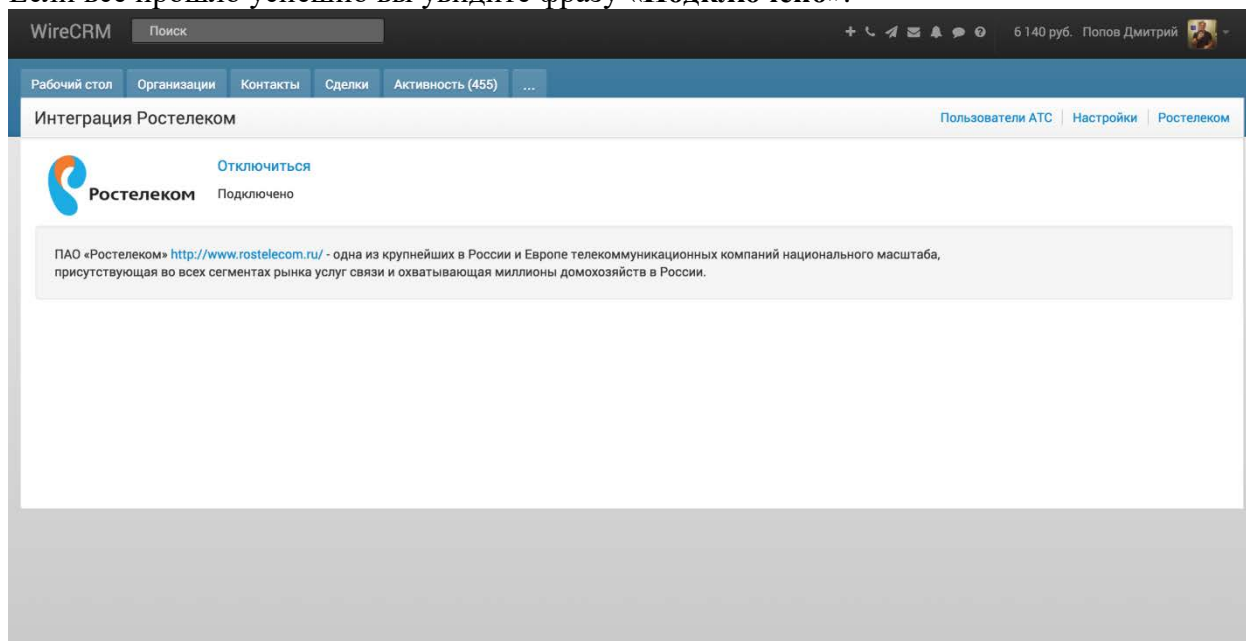 Если все прошло успешно вы увидите фразу «Подключено».
WireCRM Поиск 6 140 руб. Попов Дмитрий
Рабочий стол Организации Контакты Сделки Активность (455) ...
Интеграция Ростелеком Пользователи АТС Настройки Ростелеком
Отключиться
Ростелеком Подключено
ПАО «Ростелеком» http://www.rostelecom.ru/ - одна из крупнейших в России и Европе телекоммуникационных компаний национального масштаба,
присутствующая во всех сегментах рынка услуг связи и охватывающая миллионы домохозяйств в России.